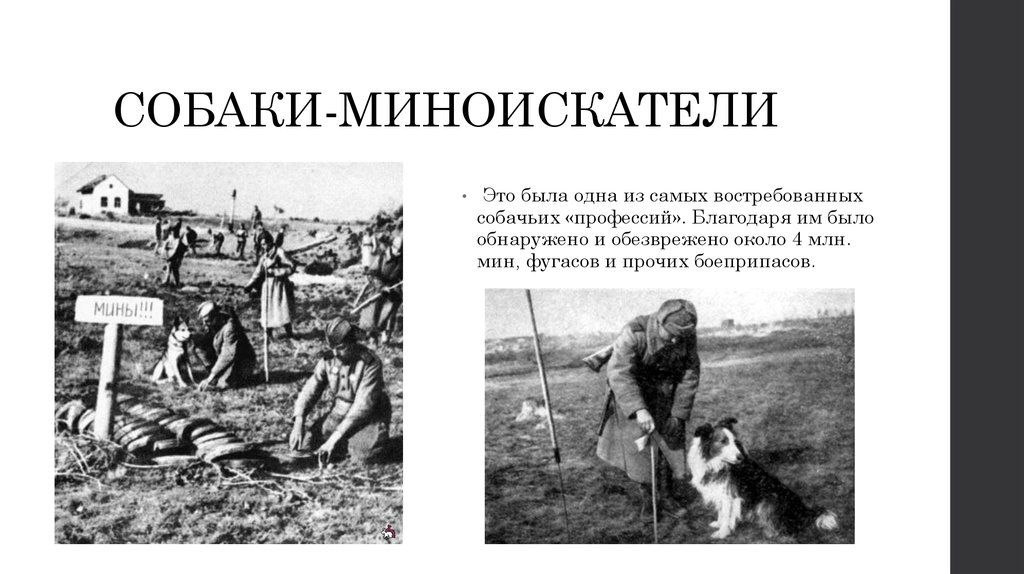 СОБАКИ-МИНОИСКАТЕЛИ
• Это была одна из самых востребованных
собачьих «профессий». Благодаря им было
обнаружено и обезврежено около 4 млн.
мин, фугасов и прочих боеприпасов.
МИНЫ!!!